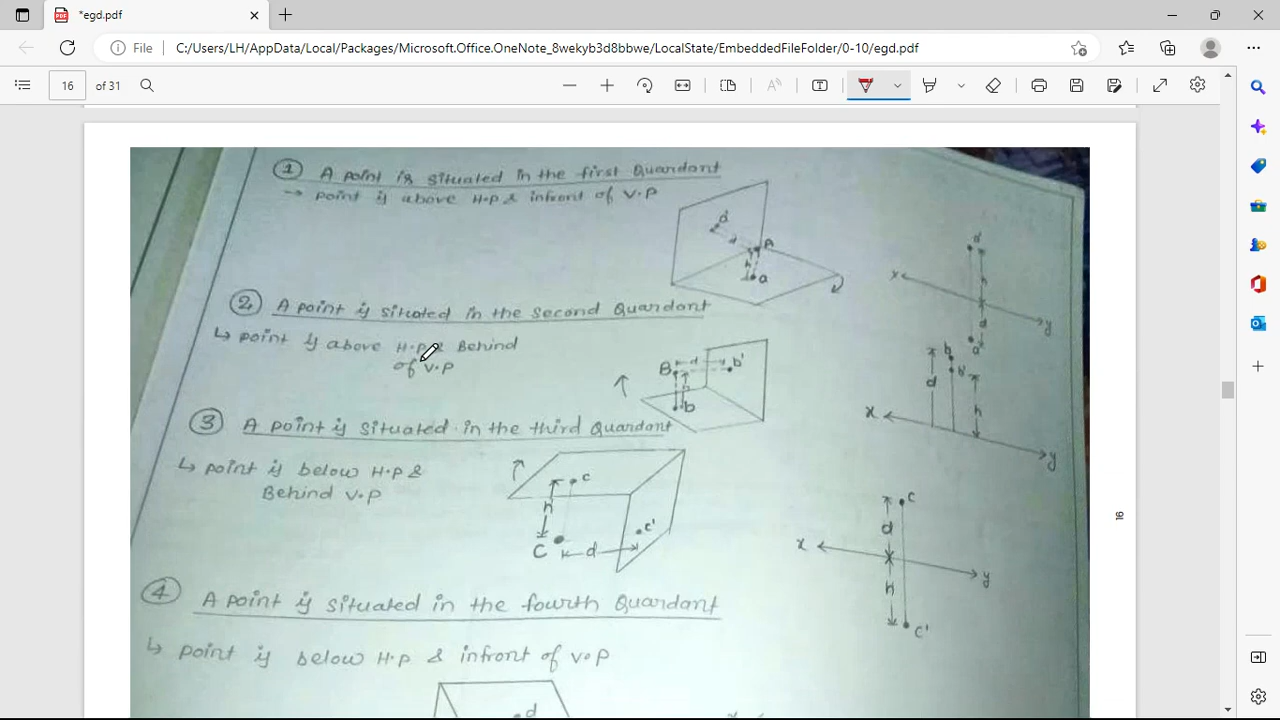 *egd.pdf
File
C:/Users/LH/AppData/Local/Packages/Microsoft.Office.OneNote_8wekyb3d8bbwe/LocalState/EmbeddedFileFolder/0-10/egd.pdf
16 of 31
① A point is situated in the first Quardant
→ point is above H.P & infront of V.P
a'
d
A
h
a
a'
h
x
d
y
a
② A point is situated in the second Quardant
↳ point is above H.P & Behind
of V.P
B
d
b'
h
b
b
b'
d
h
x
y
③ A point is situated in the third Quardant
↳ point is below H.P &
Behind V.P
c
h
C
d
c'
c
d
x
y
h
c'
16
④ A point is situated in the fourth Quardant
↳ point is below H.P & infront of V.P
d
x